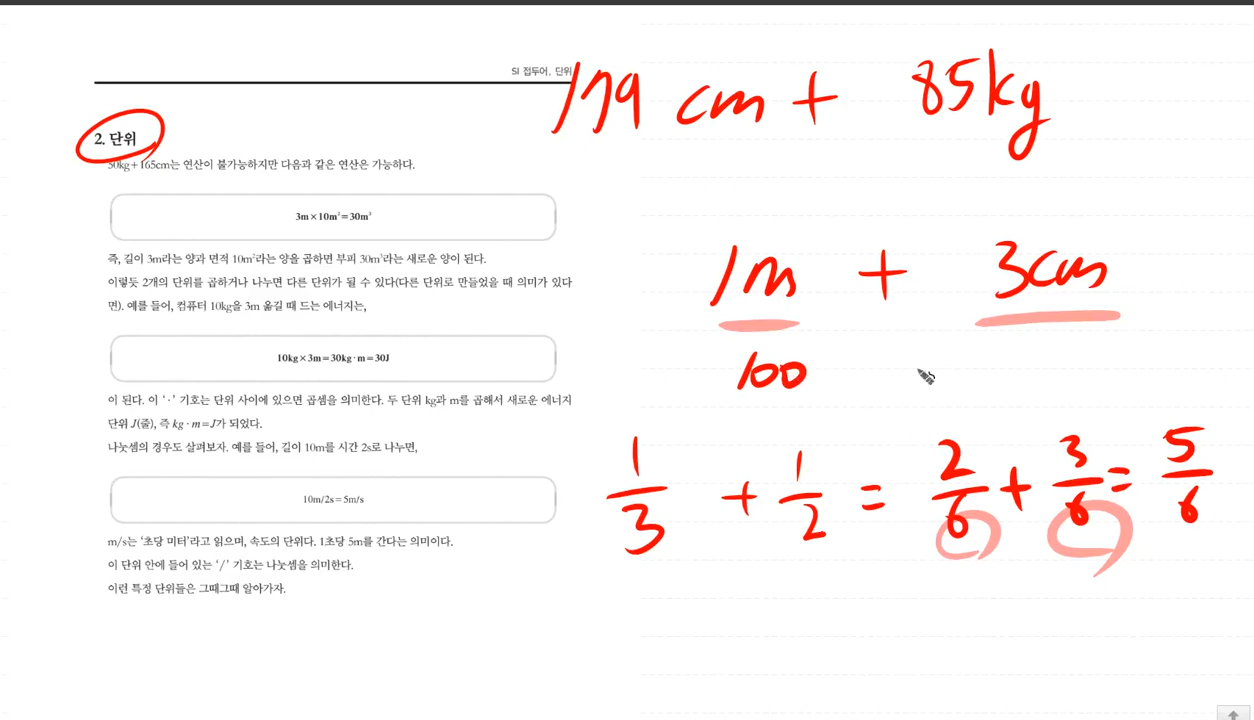 SI 접두어, 단위
2. 단위
50kg+165cm는 연산이 불가능하지만 다음과 같은 연산은 가능하다.
3m×10m²=30m³
즉, 길이 3m라는 양과 면적 10m²라는 양을 곱하면 부피 30m³라는 새로운 양이 된다.
이렇듯 2개의 단위를 곱하거나 나누면 다른 단위가 될 수 있다(다른 단위로 만들었을 때 의미가 있다
면). 예를 들어, 컴퓨터 10kg을 3m 옮길 때 드는 에너지는,
10kg×3m=30kg·m=30J
이 된다. 이 '·' 기호는 단위 사이에 있으면 곱셈을 의미한다. 두 단위 kg과 m를 곱해서 새로운 에너지
단위 J(줄), 즉 kg·m=J가 되었다.
나눗셈의 경우도 살펴보자. 예를 들어, 길이 10m를 시간 2s로 나누면,
10m/2s=5m/s
m/s는 '초당 미터'라고 읽으며, 속도의 단위다. 1초당 5m를 간다는 의미이다.
이 단위 안에 들어 있는 '/' 기호는 나눗셈을 의미한다.
이런 특정 단위들은 그때그때 알아가자.
179 cm + 85kg
1m + 3cm
100
1/3 + 1/2 = 2/6 + 3/6 = 5/6